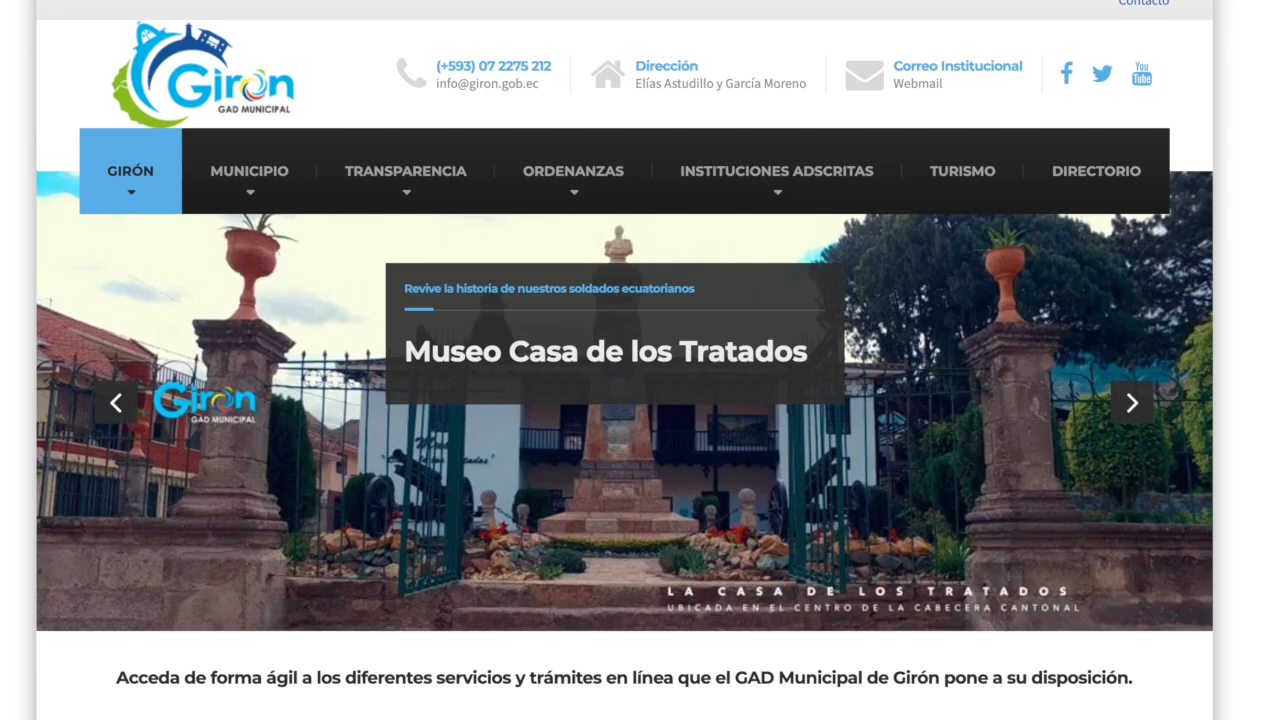 Contacto
Girón
GAD MUNICIPAL
(+593) 07 2275 212
info@giron.gob.ec
Dirección
Elías Astudillo y García Moreno
Correo Institucional
Webmail
You
Tube
GIRÓN
MUNICIPIO
TRANSPARENCIA
ORDENANZAS
INSTITUCIONES ADSCRITAS
TURISMO
DIRECTORIO
Revive la historia de nuestros soldados ecuatorianos
Museo Casa de los Tratados
Girón
GAD MUNICIPAL
LA CASA DE LOS TRATADOS
UBICADA EN EL CENTRO DE LA CABECERA CANTONAL
Acceda de forma ágil a los diferentes servicios y trámites en línea que el GAD Municipal de Girón pone a su disposición.